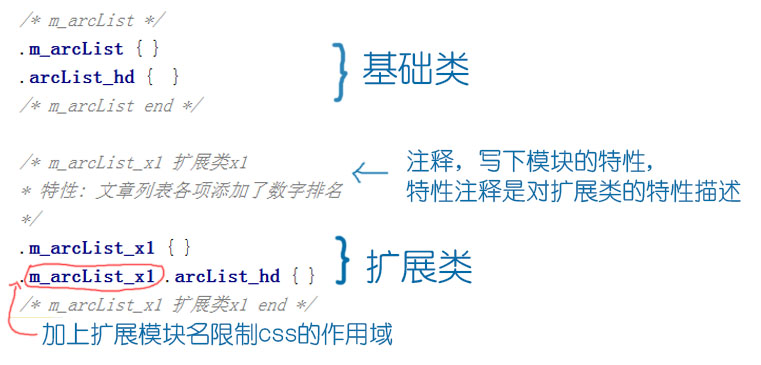 /* m_arcList */
.m_arcList { }
.arcList_hd {  }
基础类
/* m_arcList end */
/* m_arcList_x1 扩展类x1
* 特性: 文章列表各项添加了数字排名
*/
注释，写下模块的特性，
特性注释是对扩展类的特性描述
.m_arcList_x1 { }
.m_arcList_x1 .arcList_hd { }
扩展类
/* m_arcList_x1 扩展类x1 end */
加上扩展模块名限制css的作用域